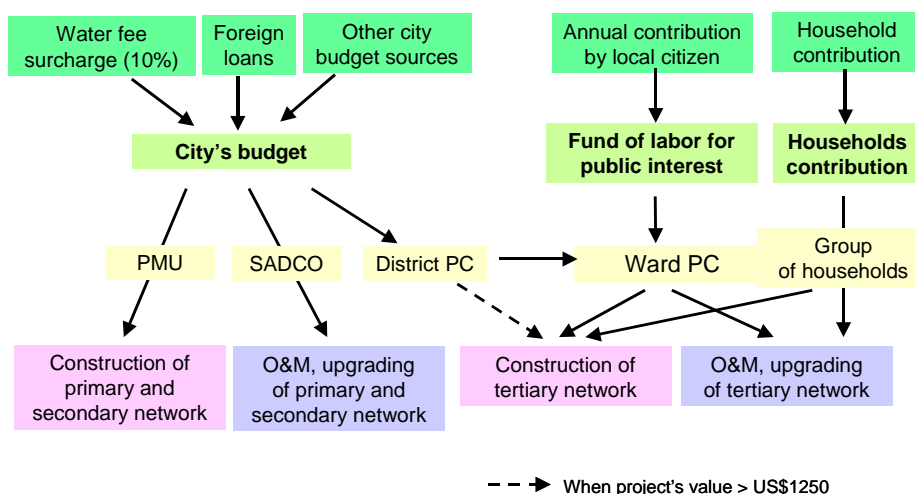 Water fee
surcharge (10%)
Foreign
loans
Other city
budget sources
Annual contribution
by local citizen
Household
contribution
City’s budget
Fund of labor for
public interest
Households
contribution
PMU
SADCO
District PC
Ward PC
Group
of households
Construction of
primary and
secondary network
O&M, upgrading
of primary and
secondary network
Construction of
tertiary network
O&M, upgrading
of tertiary network
When project’s value > US$1250